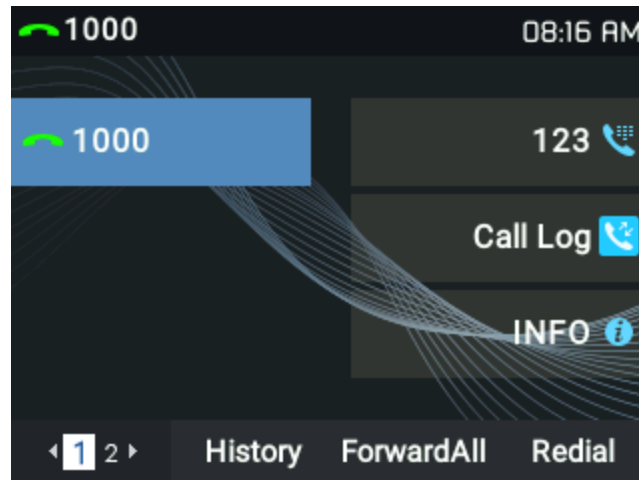 1000 08:16 AM
1000 123
Call Log
INFO
1 2 History ForwardAll Redial